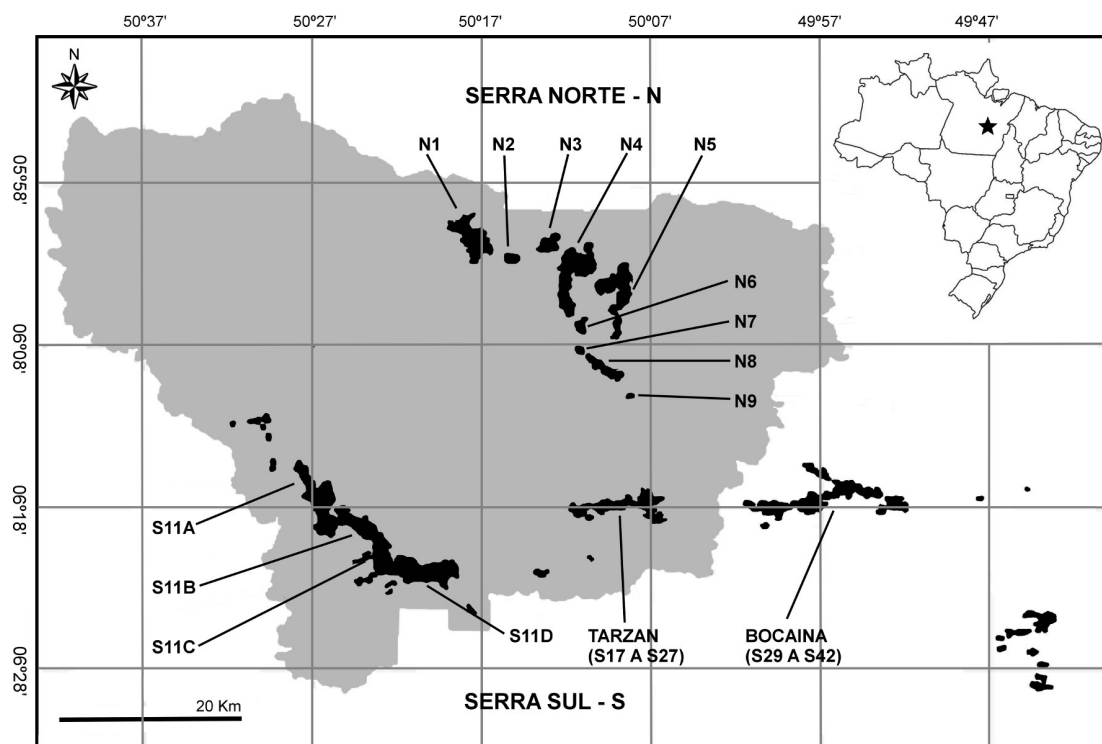 50°37'
50°27'
50°17'
50°07'
49°57'
49°47'
N
SERRA NORTE - N
N1
N2
N3
N4
N5
05°58'
N6
N7
06°08'
N8
N9
06°18'
S11A
S11B
S11C
S11D
TARZAN
(S17 A S27)
BOCAINA
(S29 A S42)
06°28'
SERRA SUL - S
20 Km